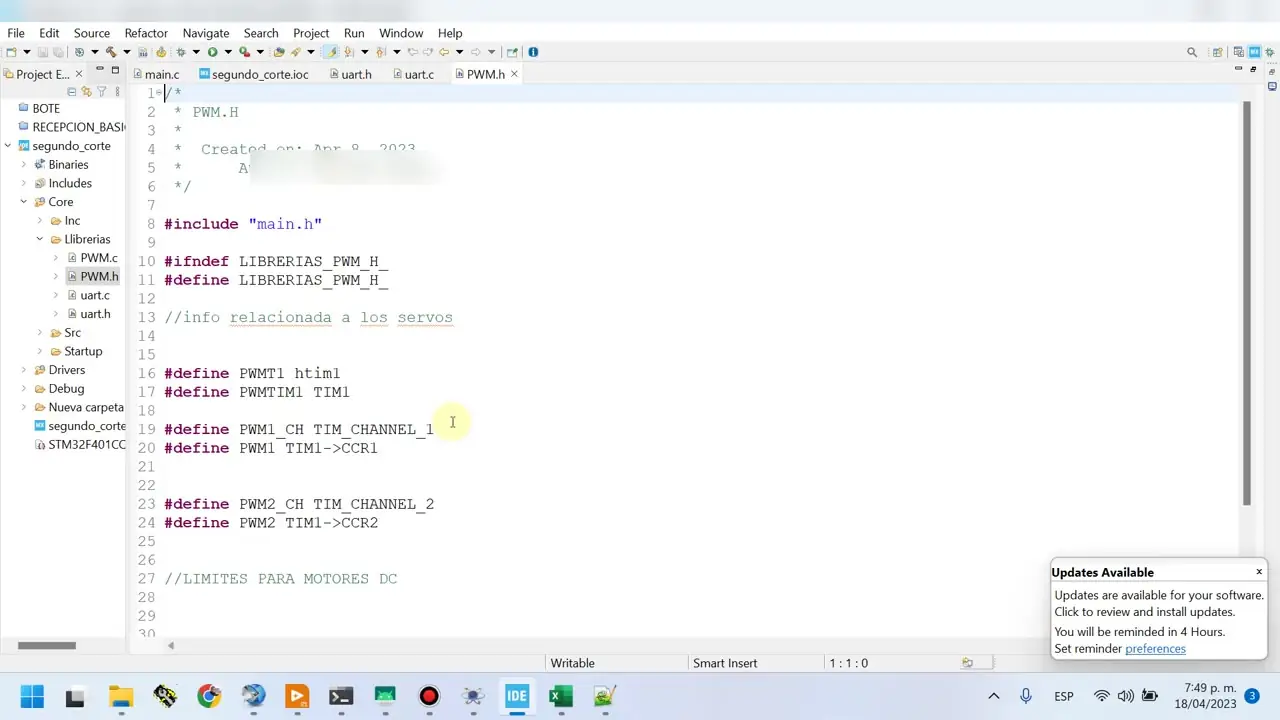 File Edit Source Refactor Navigate Search Project Run Window Help
Project E...
main.c segundo_corte.ioc uart.h uart.c PWM.h
BOTE
RECEPCION_BASI
segundo_corte
Binaries
Includes
Core
Inc
Llibrerias
PWM.c
PWM.h
uart.c
uart.h
Src
Startup
Drivers
Debug
Nueva carpeta
segundo_corte
STM32F401CC
1 /*
2 * PWM.H
3 *
4 * Created on: Apr 8, 2023
5 *
6 */
7
8 #include "main.h"
9
10 #ifndef LIBRERIAS_PWM_H_
11 #define LIBRERIAS_PWM_H_
12
13 //info relacionada a los servos
14
15
16 #define PWMT1 htim1
17 #define PWMTIM1 TIM1
18
19 #define PWM1_CH TIM_CHANNEL_1
20 #define PWM1 TIM1->CCR1
21
22
23 #define PWM2_CH TIM_CHANNEL_2
24 #define PWM2 TIM1->CCR2
25
26
27 //LIMITES PARA MOTORES DC
28
29
30
Updates Available
Updates are available for your software.
Click to review and install updates.
You will be reminded in 4 Hours.
Set reminder preferences
Writable Smart Insert 1 : 1 : 0
IDE
ESP
7:49 p. m.
18/04/2023
3